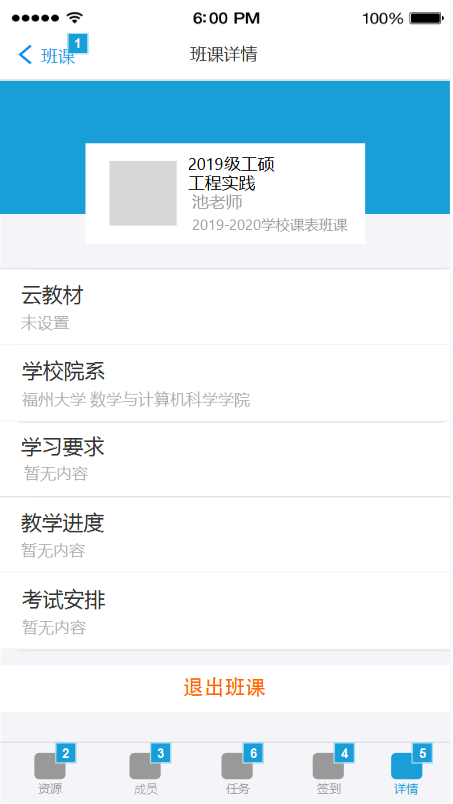 6:00 PM
100%
班课
1
班课详情
2019级工硕
工程实践
池老师
2019-2020学校课表班课
云教材
未设置
学校院系
福州大学 数学与计算机科学学院
学习要求
暂无内容
教学进度
暂无内容
考试安排
暂无内容
退出班课
2
3
6
4
5
资源
成员
任务
签到
详情